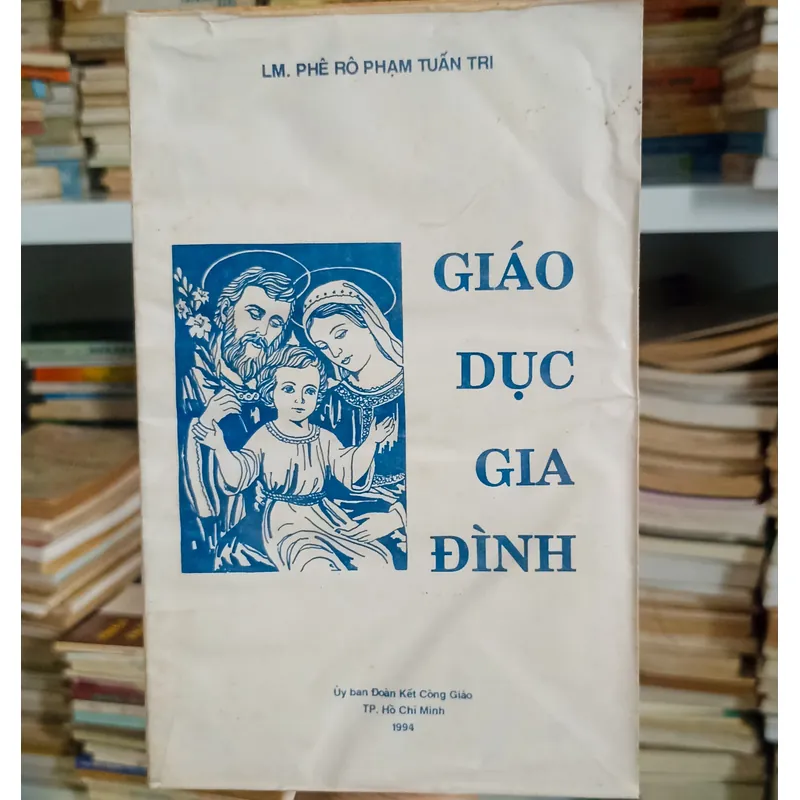 LM. PHÊ RÔ PHẠM TUẤN TRI
GIÁO
DỤC
GIA
ĐÌNH
Ủy ban Đoàn Kết Công Giáo
TP. Hồ Chí Minh
1994